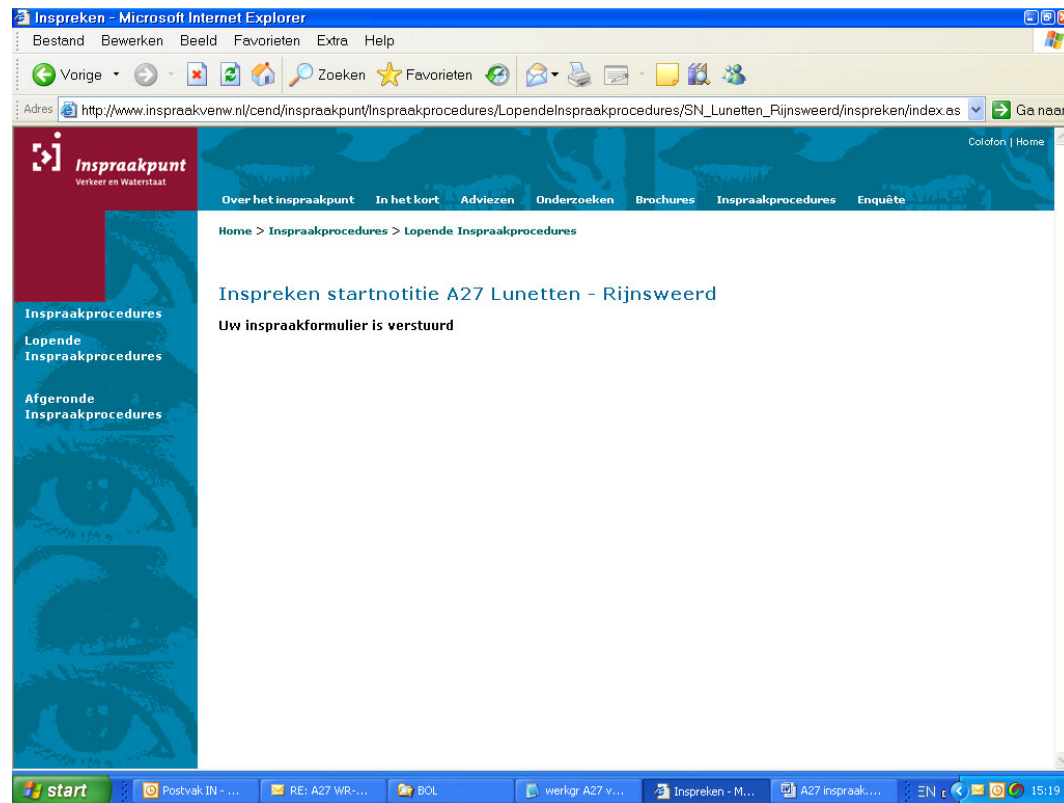 Inspreken - Microsoft Internet Explorer
Bestand Bewerken Beeld Favorieten Extra Help
Vorige Zoeken Favorieten
Adres http://www.inspraakvenw.nl/cend/inspraakpunt/Inspraakprocedures/LopendeInspraakprocedures/SN_Lunetten_Rijnsweerd/inspreken/index.as Ga naar
Colofon | Home
Inspraakpunt
Verkeer en Waterstaat
Over het inspraakpunt In het kort Adviezen Onderzoeken Brochures Inspraakprocedures Enquête
Home > Inspraakprocedures > Lopende Inspraakprocedures
Inspreken startnotitie A27 Lunetten - Rijnsweerd
Uw inspraakformulier is verstuurd
Inspraakprocedures
Lopende
Inspraakprocedures
Afgeronde
Inspraakprocedures
start Postvak IN - ... RE: A27 WR-... BOL werkgr A27 v... Inspreken - M... A27 inspraak.... EN 15:19